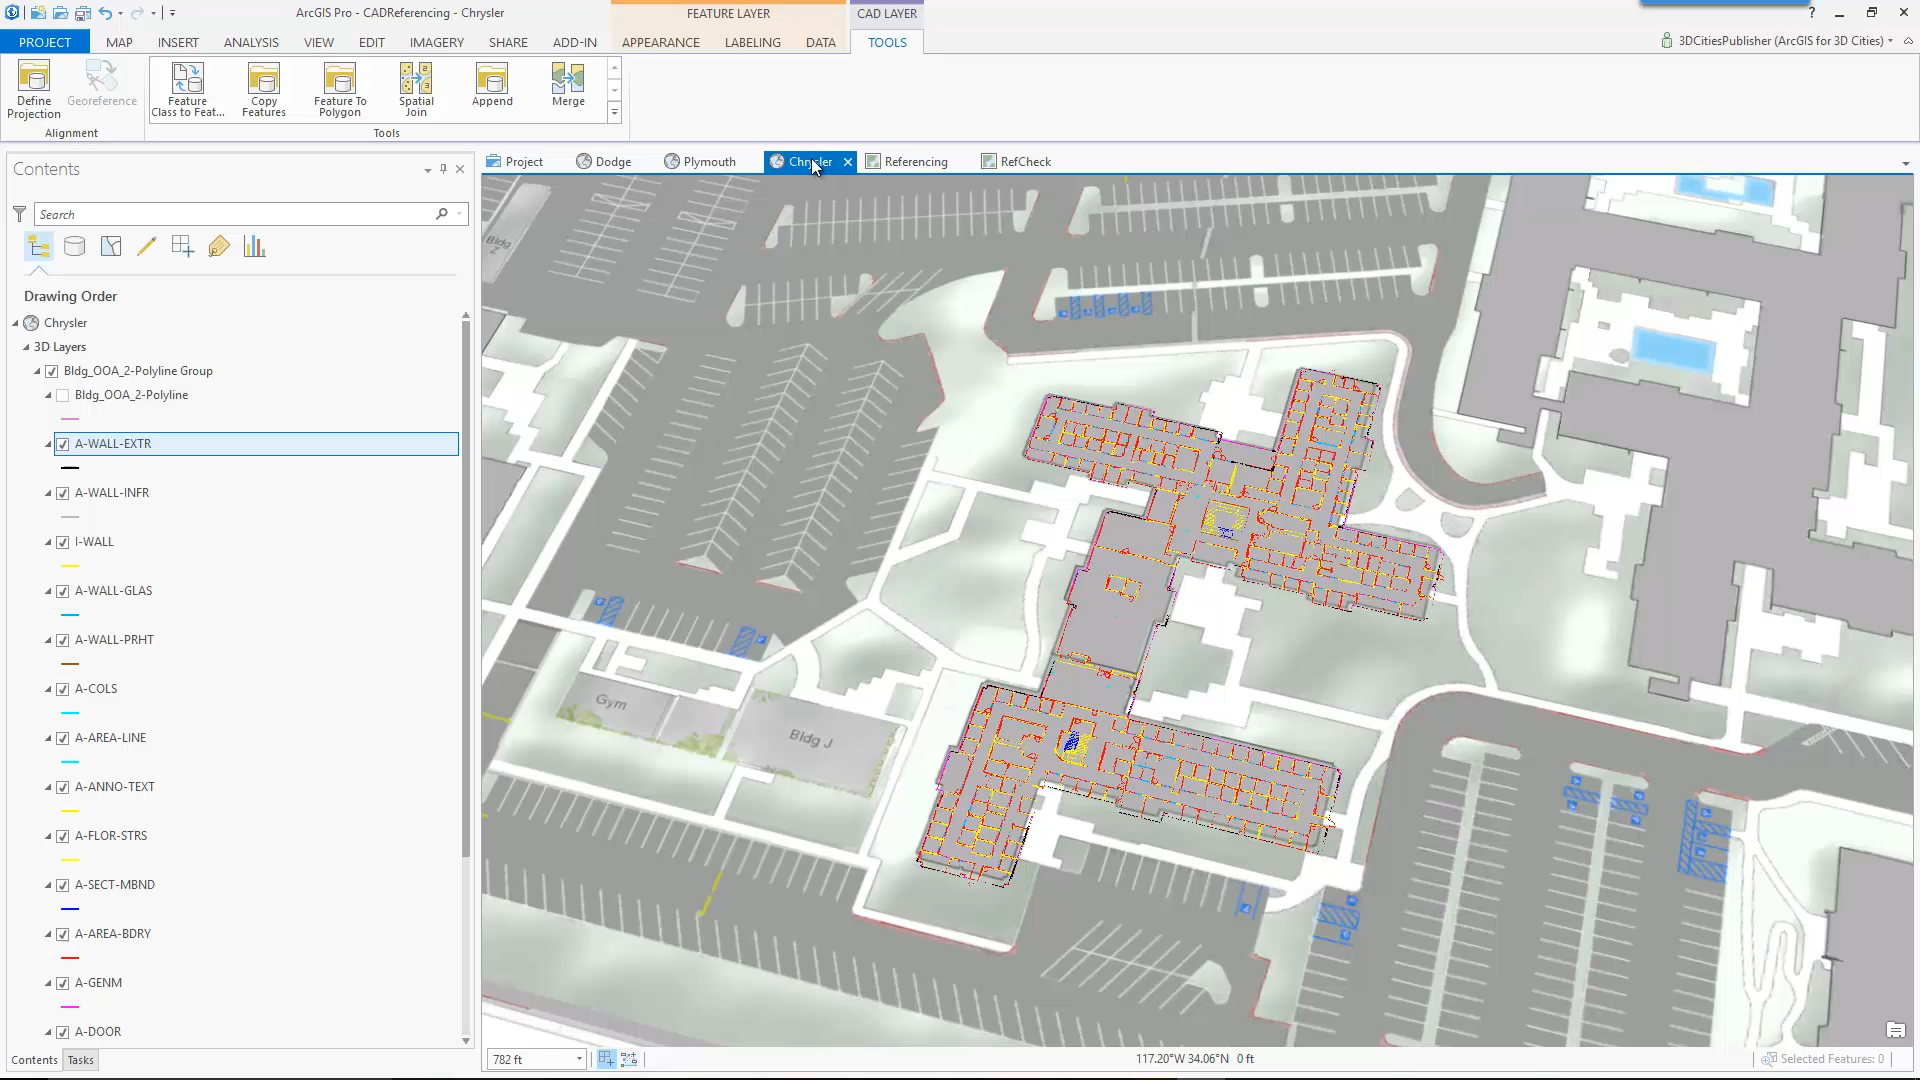 ArcGIS Pro - CADReferencing - Chrysler
FEATURE LAYER
CAD LAYER
?
PROJECT
MAP
INSERT
ANALYSIS
VIEW
EDIT
IMAGERY
SHARE
ADD-IN
APPEARANCE
LABELING
DATA
TOOLS
3DCitiesPublisher (ArcGIS for 3D Cities)
Define
Projection
Georeference
Feature
Class to Feat...
Copy
Features
Feature To
Polygon
Spatial
Join
Append
Merge
Alignment
Tools
Contents
Project
Dodge
Plymouth
Chrysler
Referencing
RefCheck
Search
Drawing Order
Chrysler
3D Layers
Bldg_OOA_2-Polyline Group
Bldg_OOA_2-Polyline
A-WALL-EXTR
A-WALL-INFR
I-WALL
A-WALL-GLAS
A-WALL-PRHT
A-COLS
A-AREA-LINE
A-ANNO-TEXT
A-FLOR-STRS
A-SECT-MBND
A-AREA-BDRY
A-GENM
A-DOOR
Bldg
Z
Gym
Bldg J
Contents
Tasks
782 ft
117.20°W 34.06°N 0 ft
Selected Features: 0